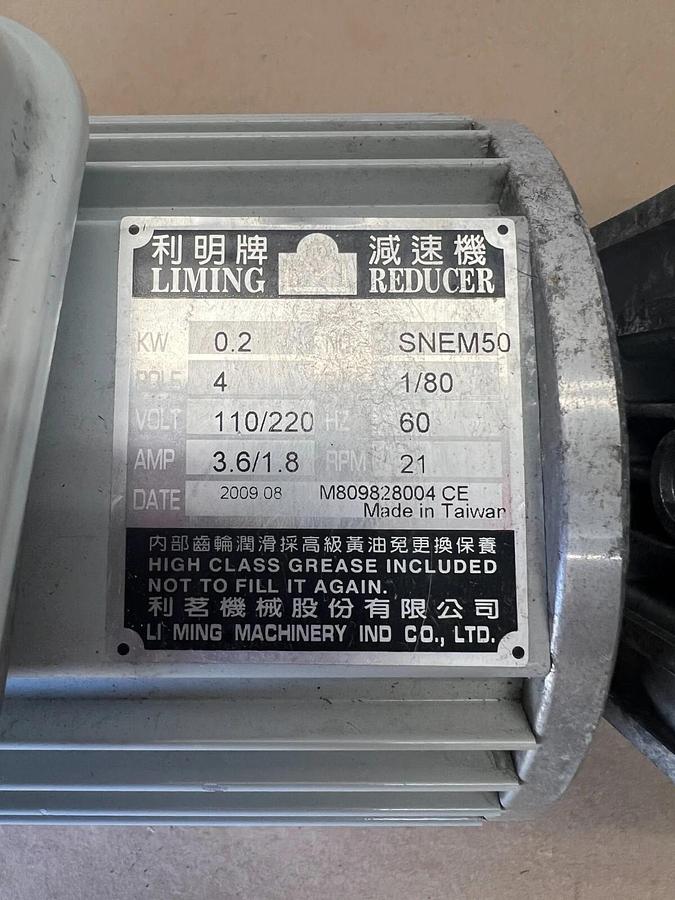 利明牌 減速機
LIMING REDUCER
KW 0.2 NO SNEM50
POLE 4 1/80
VOLT 110/220 HZ 60
AMP 3.6/1.8 RPM 21
DATE 2009 08 M809828004 CE
Made in Taiwan
內部齒輪潤滑採高級黃油免更換保養
HIGH CLASS GREASE INCLUDED
NOT TO FILL IT AGAIN.
利茗機械股份有限公司
LI MING MACHINERY IND CO., LTD.